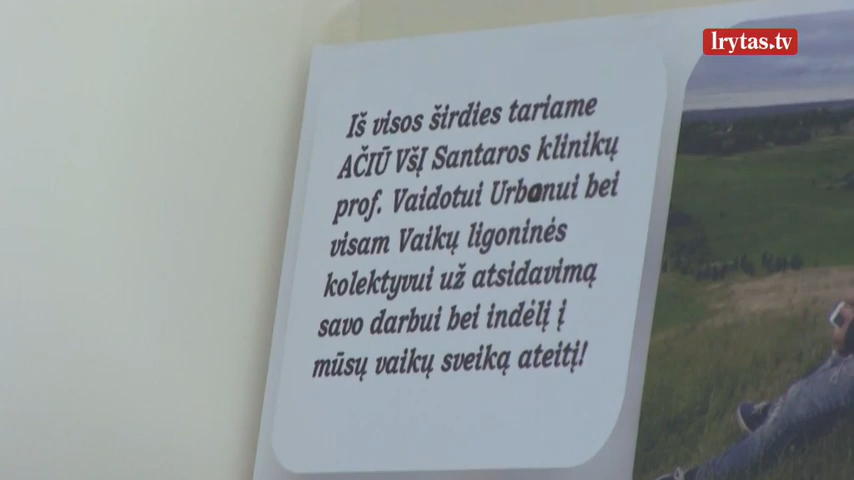 lrytas.tv
Iš visos širdies tariame
AČIŪ VšĮ Santaros klinikų
prof. Vaidotui Urbonui bei
visam Vaikų ligoninės
kolektyvui už atsidavimą
savo darbui bei indėlį į
mūsų vaikų sveiką ateitį!